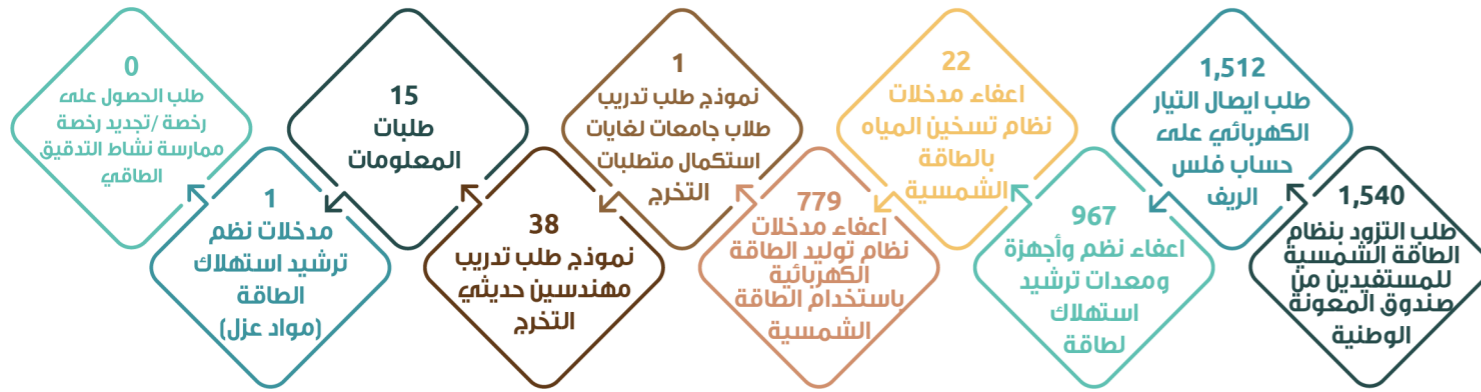 1,540
طلب التزود بنظام
الطاقة الشمسية
للمستفيدين من
صندوق المعونة
الوطنية
1,512
طلب ايصال التيار
الكهربائي على
حساب فلس
الريف
967
اعفاء نظم وأجهزة
ومعدات ترشيد
استهلاك
لطاقة
22
اعفاء مدخلات
نظام تسخين المياه
بالطاقة
الشمسية
779
اعفاء مدخلات
نظام توليد الطاقة
الكهربائية
باستخدام الطاقة
الشمسية
1
نموذج طلب تدريب
طلاب جامعات لغايات
استكمال متطلبات
التخرج
38
نموذج طلب تدريب
مهندسين حديثي
التخرج
15
طلبات
المعلومات
1
مدخلات نظم
ترشيد استهلاك
الطاقة
(مواد عزل)
0
طلب الحصول على
رخصة /تجديد رخصة
ممارسة نشاط التدقيق
الطاقي